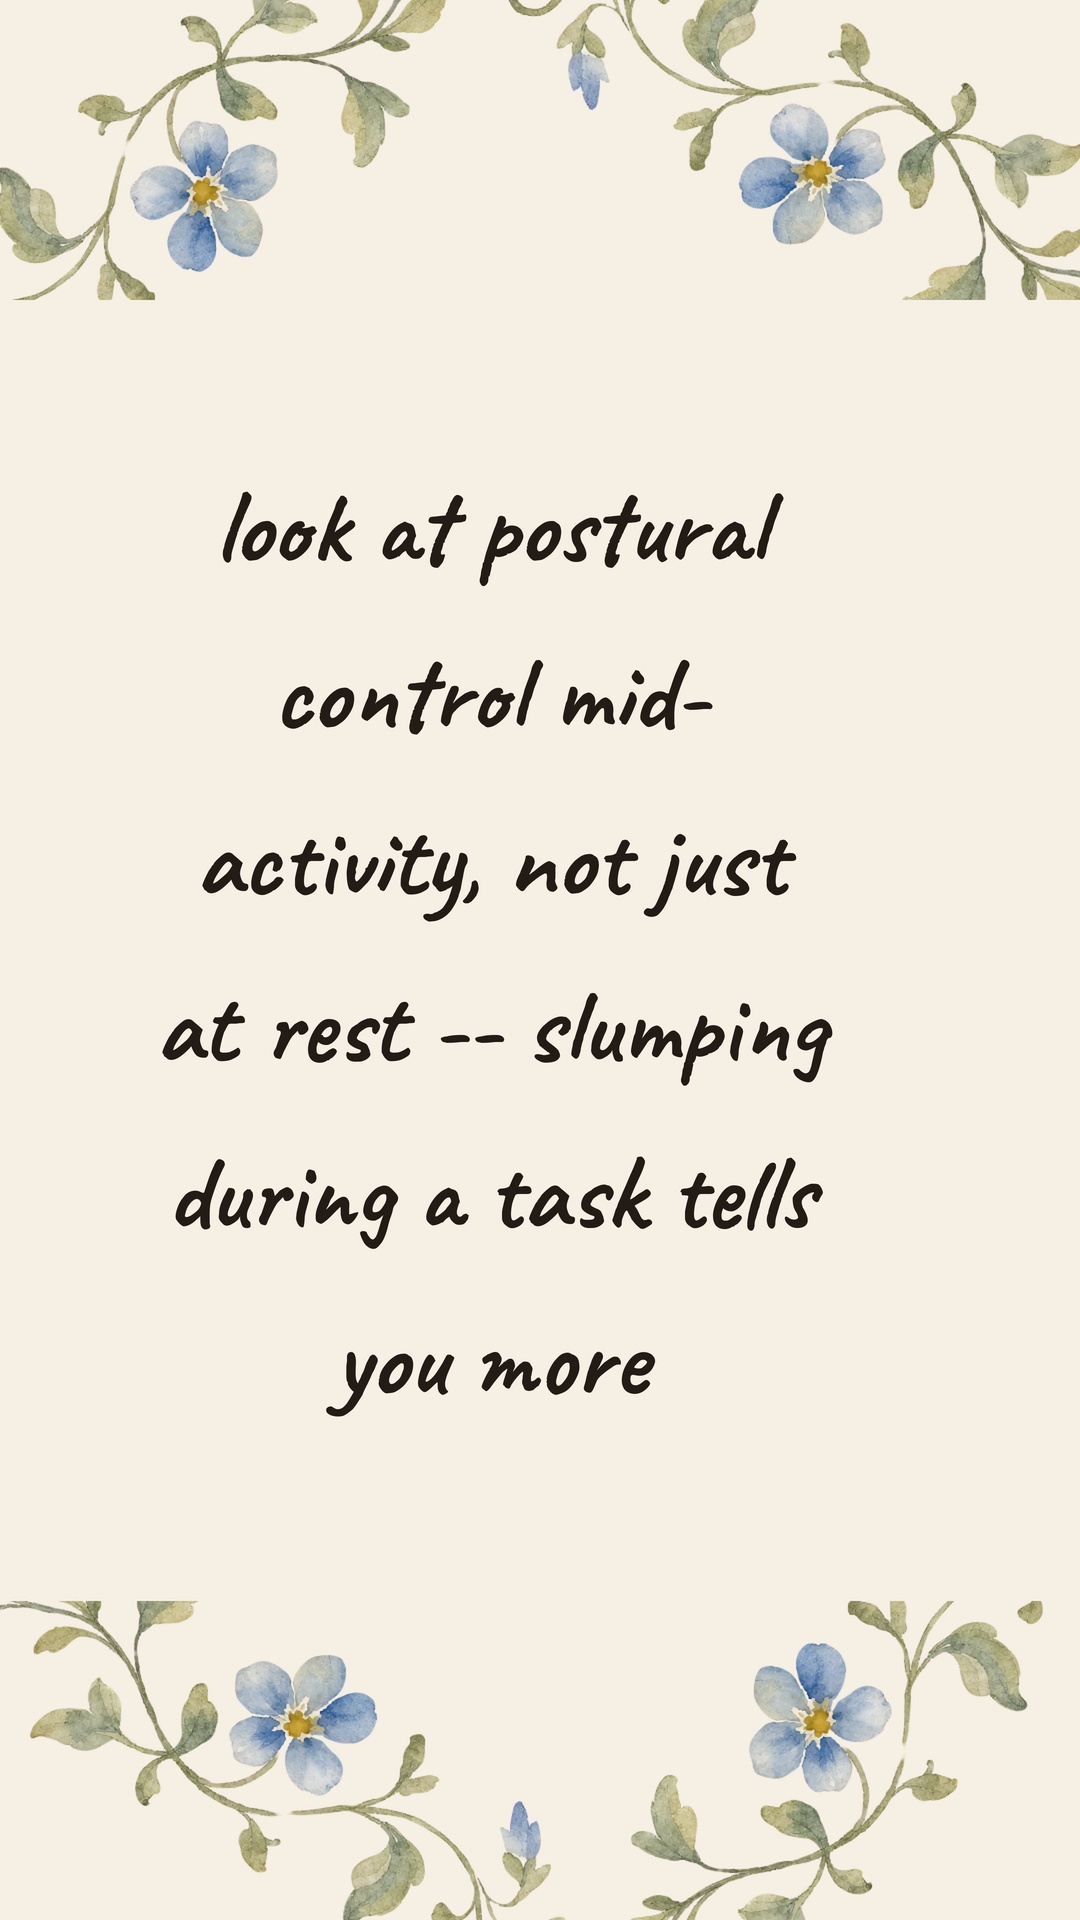 look at postural
control mid-
activity, not just
at rest -- slumping
during a task tells
you more